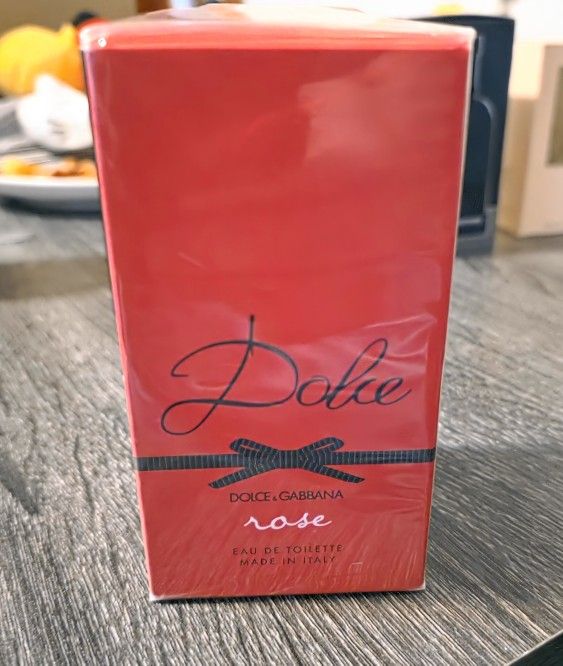 Dolce
DOLCE & GABBANA
rose
EAU DE TOILETTE
MADE IN ITALY